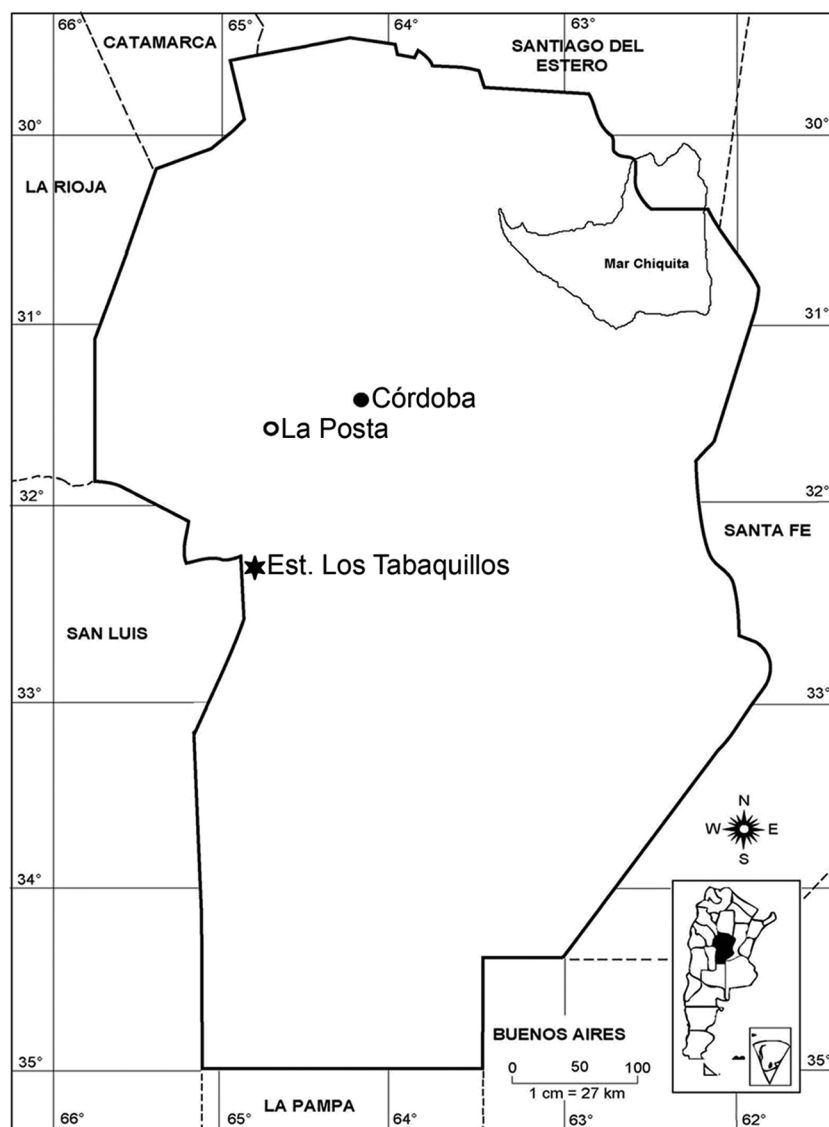 66° 65° 64° 63°
CATAMARCA
SANTIAGO DEL
ESTERO
30° 30°
LA RIOJA
Mar Chiquita
31° 31°
Córdoba
La Posta
32° 32°
SANTA FE
Est. Los Tabaquillos
SAN LUIS
33° 33°
N
W E
S
34°
BUENOS AIRES
35° 35°
0 50 100
1 cm = 27 km
LA PAMPA
66° 65° 64° 63° 62°